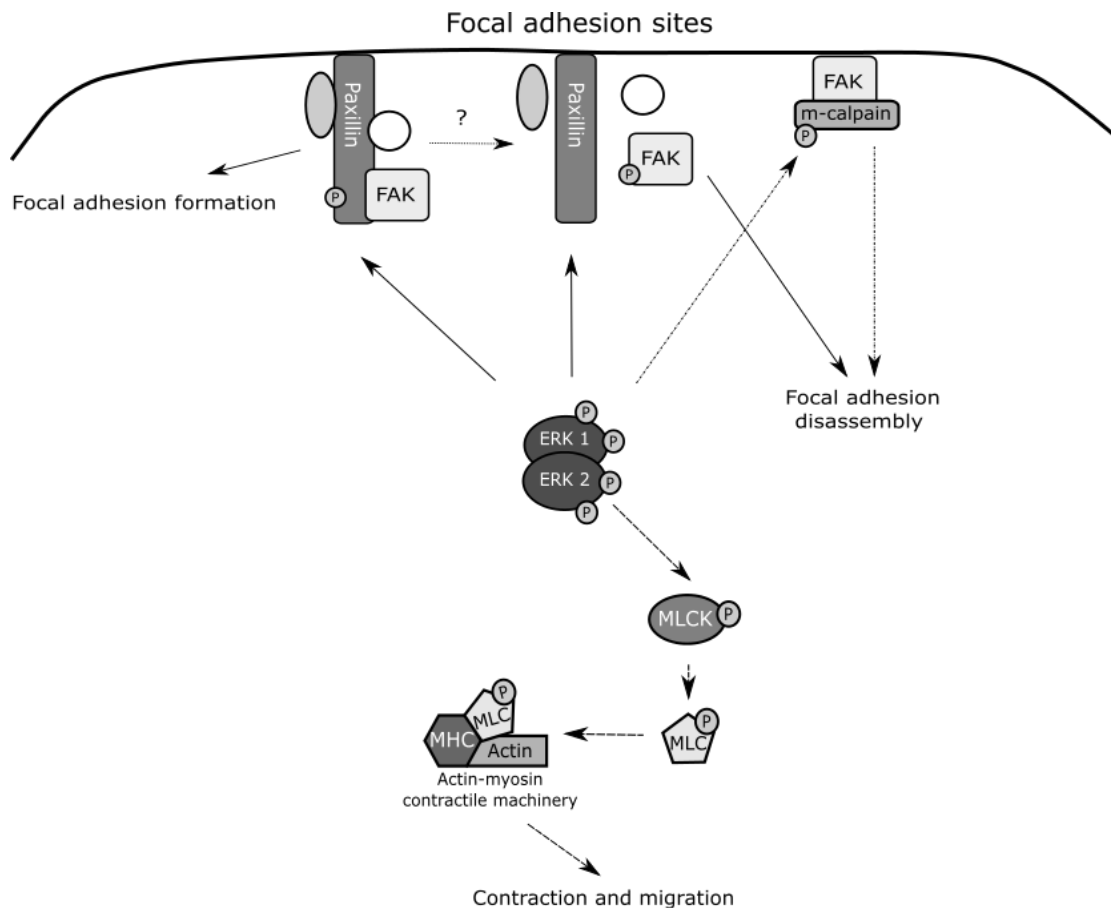 Focal adhesion sites
Paxillin
P
FAK
?
Paxillin
P
FAK
FAK
m-calpain
P
Focal adhesion formation
Focal adhesion
disassembly
P
ERK 1
P
ERK 2
P
P
MLCK
P
P
MLC
MHC
Actin
P
MLC
Actin-myosin
contractile machinery
Contraction and migration